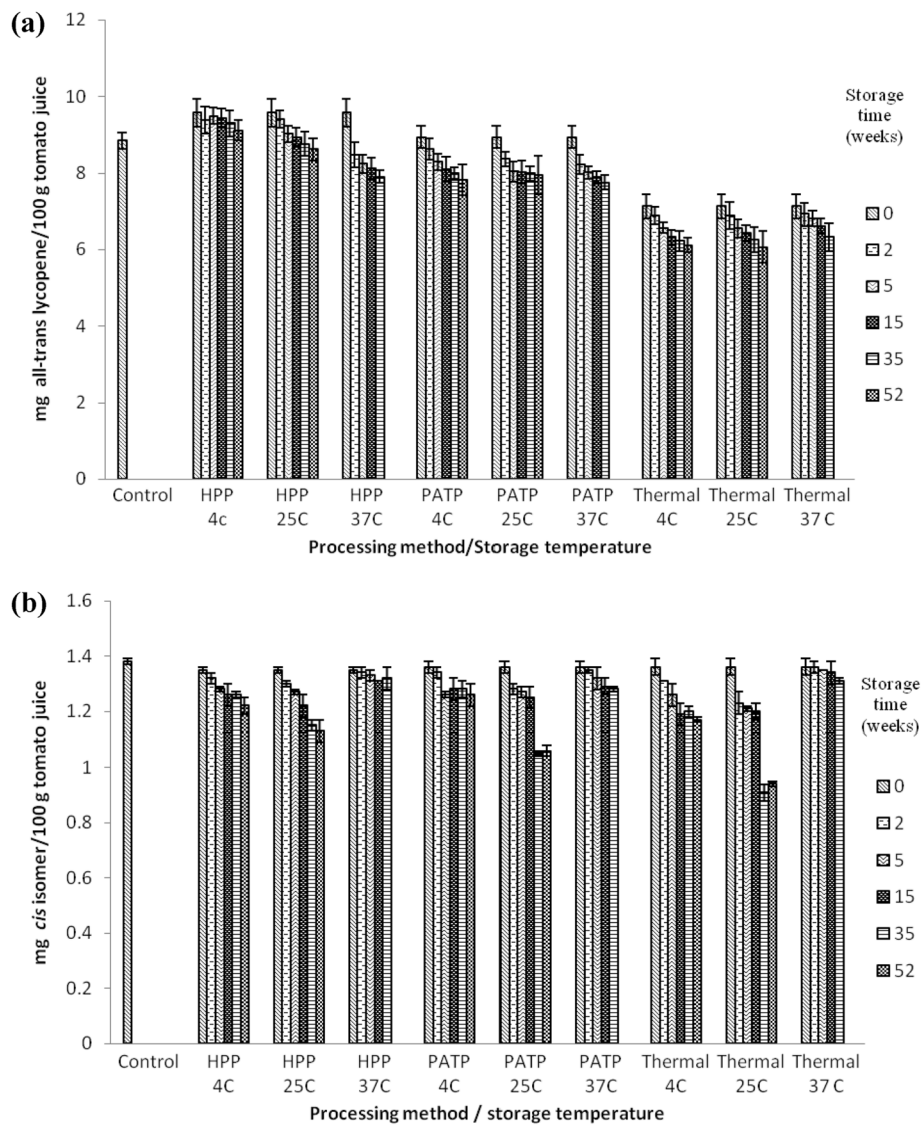 (a)
12
10
8
6
4
2
0
mg all-trans lycopene/100 g tomato juice
Control
HPP
4c
HPP
25C
HPP
37C
PATP
4C
PATP
25C
PATP
37C
Thermal
4C
Thermal
25C
Thermal
37 C
Processing method/Storage temperature
Storage
time
(weeks)
0
2
5
15
35
52
(b)
1.6
1.4
1.2
1
0.8
0.6
0.4
0.2
0
mg cis isomer/100 g tomato juice
Control
HPP
4C
HPP
25C
HPP
37C
PATP
4C
PATP
25C
PATP
37C
Thermal
4C
Thermal
25C
Thermal
37 C
Processing method / storage temperature
Storage
time
(weeks)
0
2
5
15
35
52